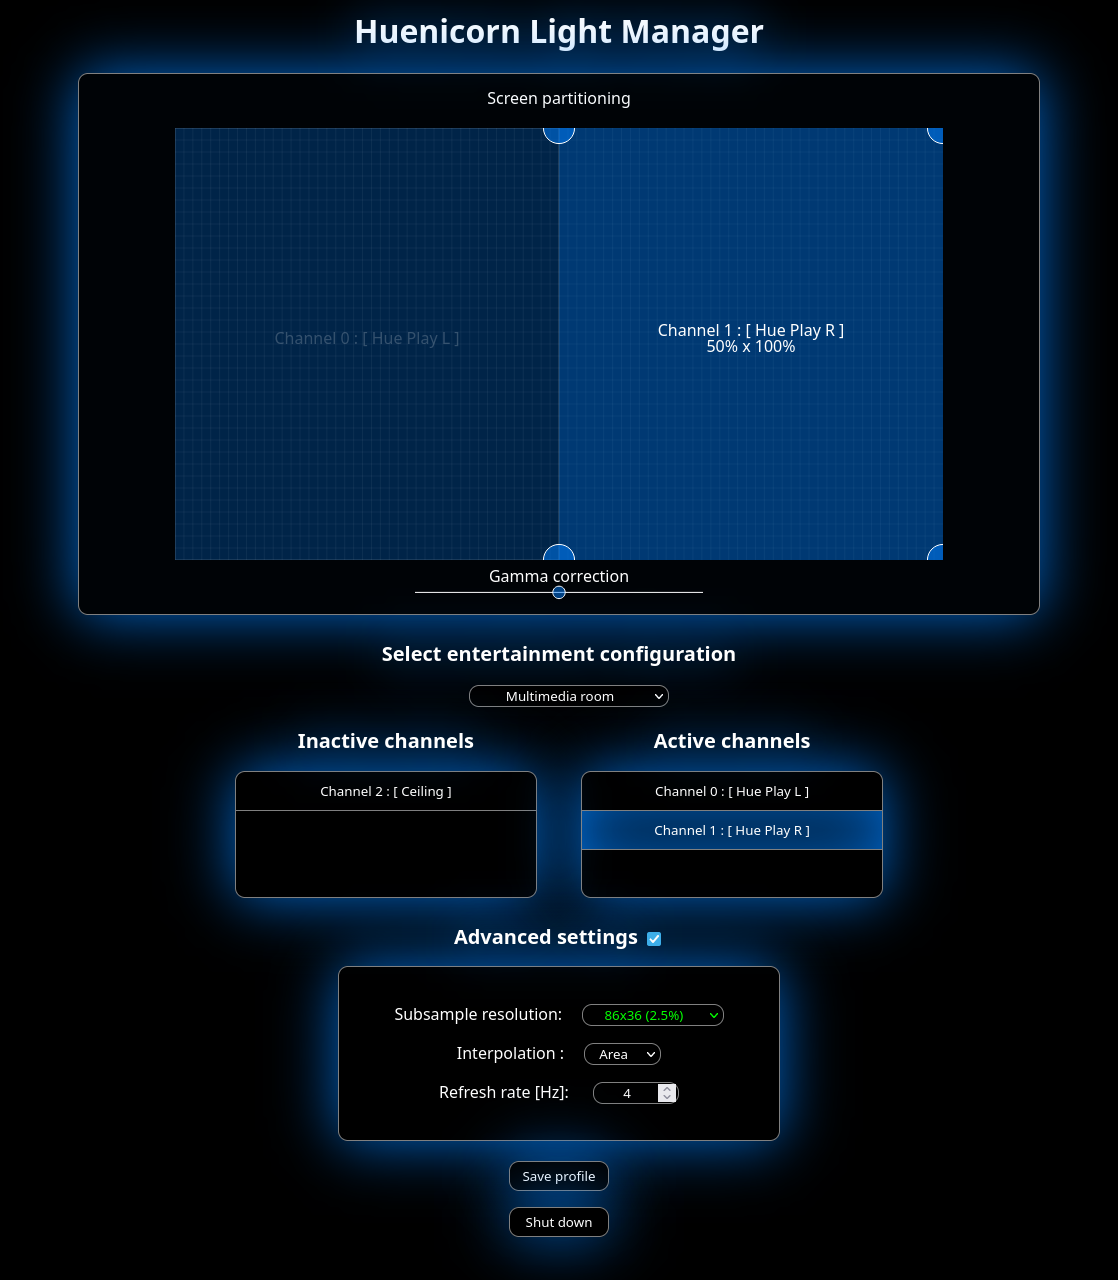 Huenicorn Light Manager
Screen partitioning
Channel 0 : [ Hue Play L ]
Channel 1 : [ Hue Play R ]
50% x 100%
Gamma correction
Select entertainment configuration
Multimedia room
Inactive channels
Active channels
Channel 2 : [ Ceiling ]
Channel 0 : [ Hue Play L ]
Channel 1 : [ Hue Play R ]
Advanced settings
Subsample resolution: 86x36 (2.5%)
Interpolation : Area
Refresh rate [Hz]: 4
Save profile
Shut down